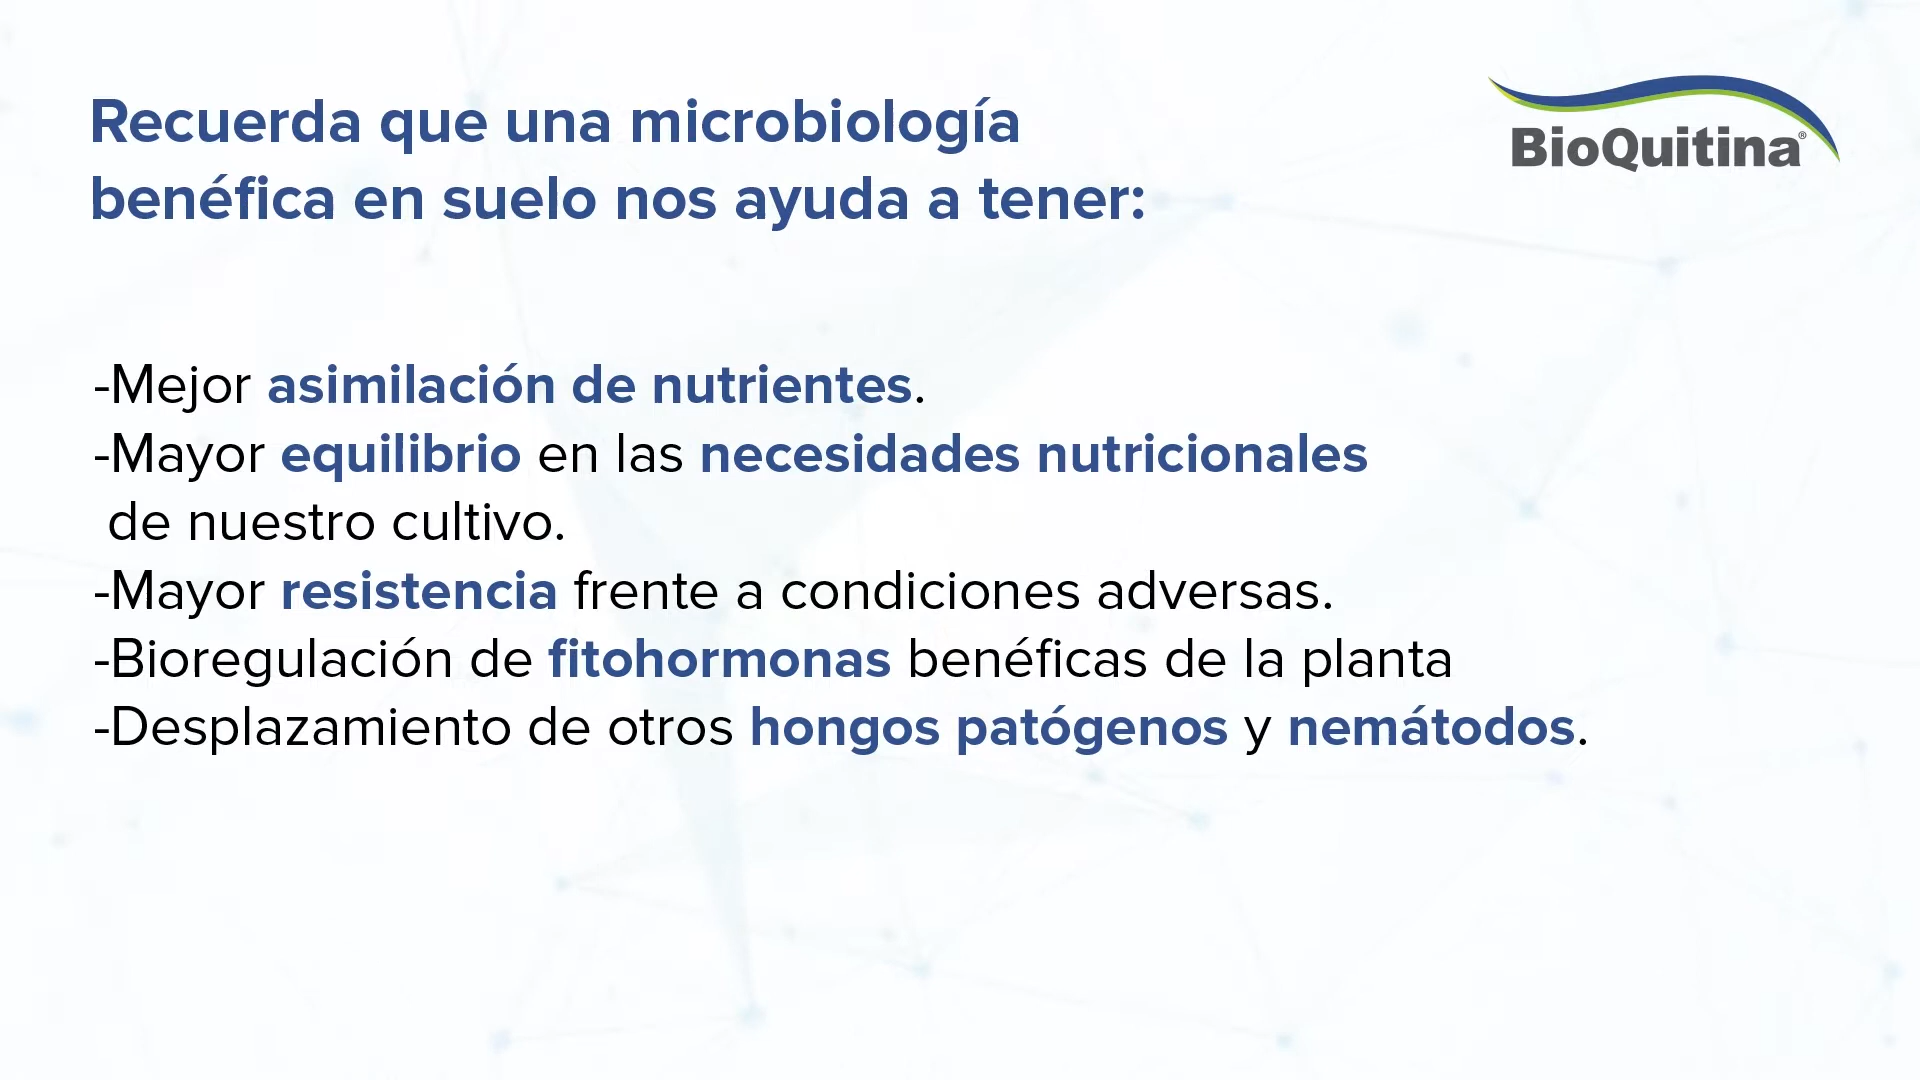 Recuerda que una microbiología
benéfica en suelo nos ayuda a tener:
BioQuitina®
-Mejor asimilación de nutrientes.
-Mayor equilibrio en las necesidades nutricionales
de nuestro cultivo.
-Mayor resistencia frente a condiciones adversas.
-Bioregulación de fitohormonas benéficas de la planta
-Desplazamiento de otros hongos patógenos y nemátodos.